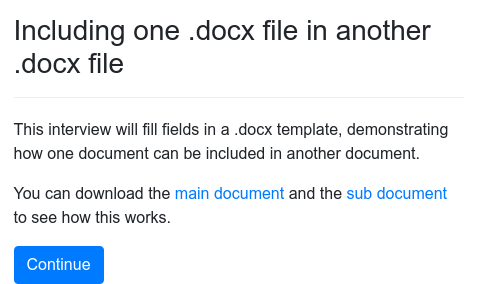 Including one .docx file in another
.docx file
This interview will fill fields in a .docx template, demonstrating
how one document can be included in another document.
You can download the main document and the sub document
to see how this works.
Continue